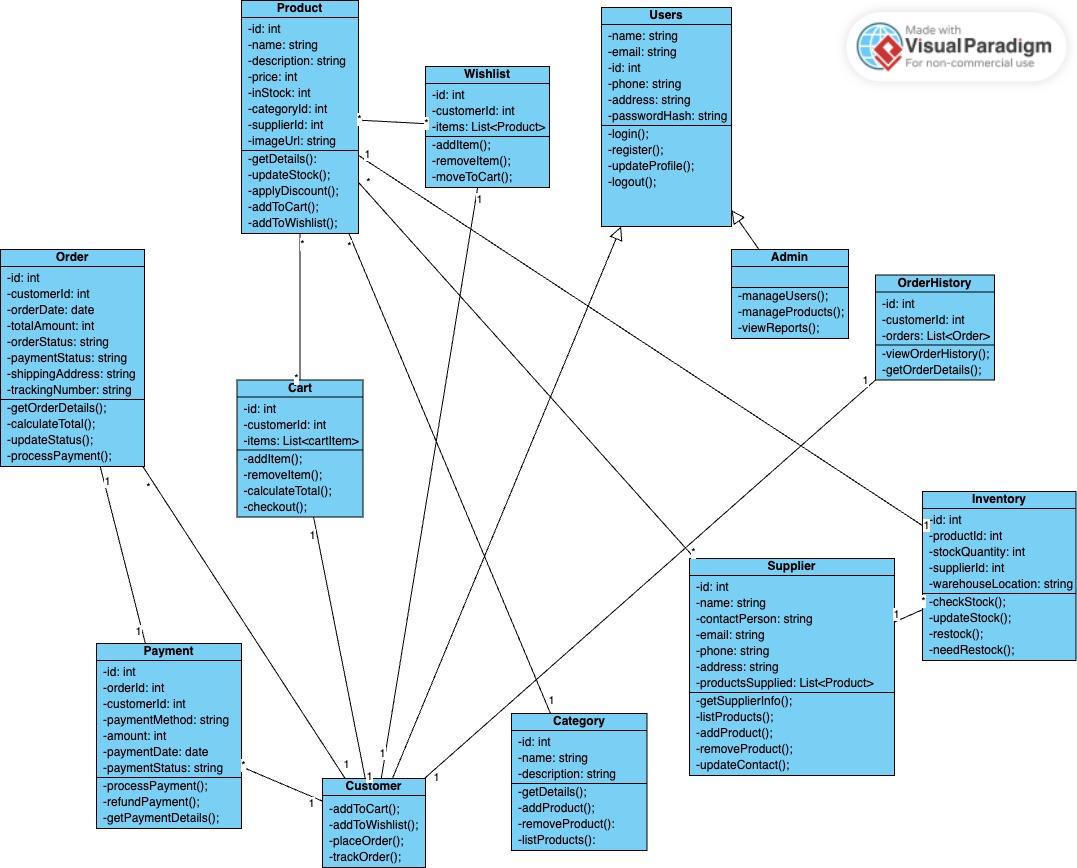 Product
-id: int
-name: string
-description: string
-price: int
-inStock: int
-categoryId: int
-supplierId: int
-imageUrl: string
-getDetails():
-updateStock();
-applyDiscount();
-addToCart();
-addToWishlist();
Wishlist
-id: int
-customerId: int
-items: List<Product>
-addItem();
-removeItem();
-moveToCart();
Users
-name: string
-email: string
-id: int
-phone: string
-address: string
-passwordHash: string
-login();
-register();
-updateProfile();
-logout();
Made with
Visual Paradigm
For non-commercial use
* *
1
*
* *
1
Admin
-manageUsers();
-manageProducts();
-viewReports();
Order
-id: int
-customerId: int
-orderDate: date
-totalAmount: int
-orderStatus: string
-paymentStatus: string
-shippingAddress: string
-trackingNumber: string
-getOrderDetails();
-calculateTotal();
-updateStatus();
-processPayment();
OrderHistory
-id: int
-customerId: int
-orders: List<Order>
-viewOrderHistory();
-getOrderDetails();
1
*
Cart
-id: int
-customerId: int
-items: List<cartItem>
-addItem();
-removeItem();
-calculateTotal();
-checkout();
1 *
1
Inventory
-id: int
-productId: int
-stockQuantity: int
-supplierId: int
-warehouseLocation: string
-checkStock();
-updateStock();
-restock();
-needRestock();
1
*
Supplier
-id: int
-name: string
-contactPerson: string
-email: string
-phone: string
-address: string
-productsSupplied: List<Product>
-getSupplierInfo();
-listProducts();
-addProduct();
-removeProduct();
-updateContact();
1 *
1
Payment
-id: int
-orderId: int
-customerId: int
-paymentMethod: string
-amount: int
-paymentDate: date
-paymentStatus: string
-processPayment();
-refundPayment();
-getPaymentDetails();
1
Category
-id: int
-name: string
-description: string
-getDetails();
-addProduct();
-removeProduct():
-listProducts():
*
1
1
1
1
1
Customer
-addToCart();
-addToWishlist();
-placeOrder();
-trackOrder();